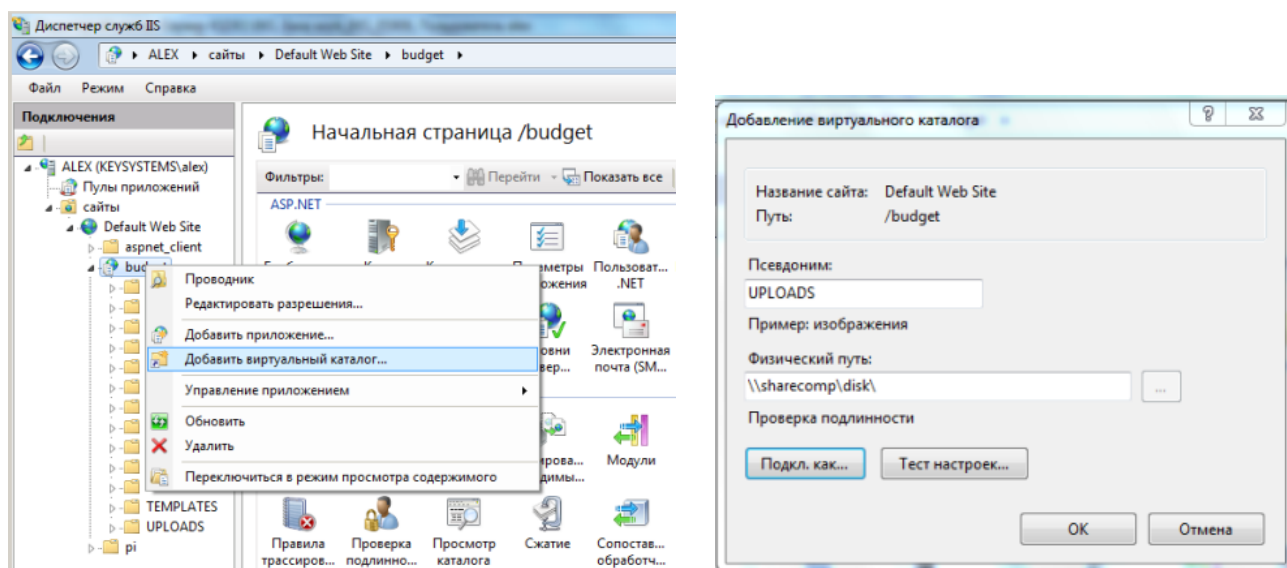 Диспетчер служб IIS
ALEX сайты Default Web Site budget
Файл Режим Справка
Подключения
ALEX (KEYSYSTEMS\alex)
Пулы приложений
сайты
Default Web Site
aspnet_client
TEMPLATES
UPLOADS
pi
Проводник
Редактировать разрешения...
Добавить приложение...
Добавить виртуальный каталог...
Управление приложением
Обновить
Удалить
Переключиться в режим просмотра содержимого
Начальная страница /budget
Фильтры: Перейти Показать все
ASP.NET
Пользоват...
.NET
Электронная
почта (SM...
Модули
Правила
трассиров...
Проверка
подлинно...
Просмотр
каталога
Сжатие
Сопостав...
обработч...
Добавление виртуального каталога
Название сайта: Default Web Site
Путь: /budget
Псевдоним:
UPLOADS
Пример: изображения
Физический путь:
\\sharecomp\disk\
...
Проверка подлинности
Подкл. как... Тест настроек...
OK Отмена